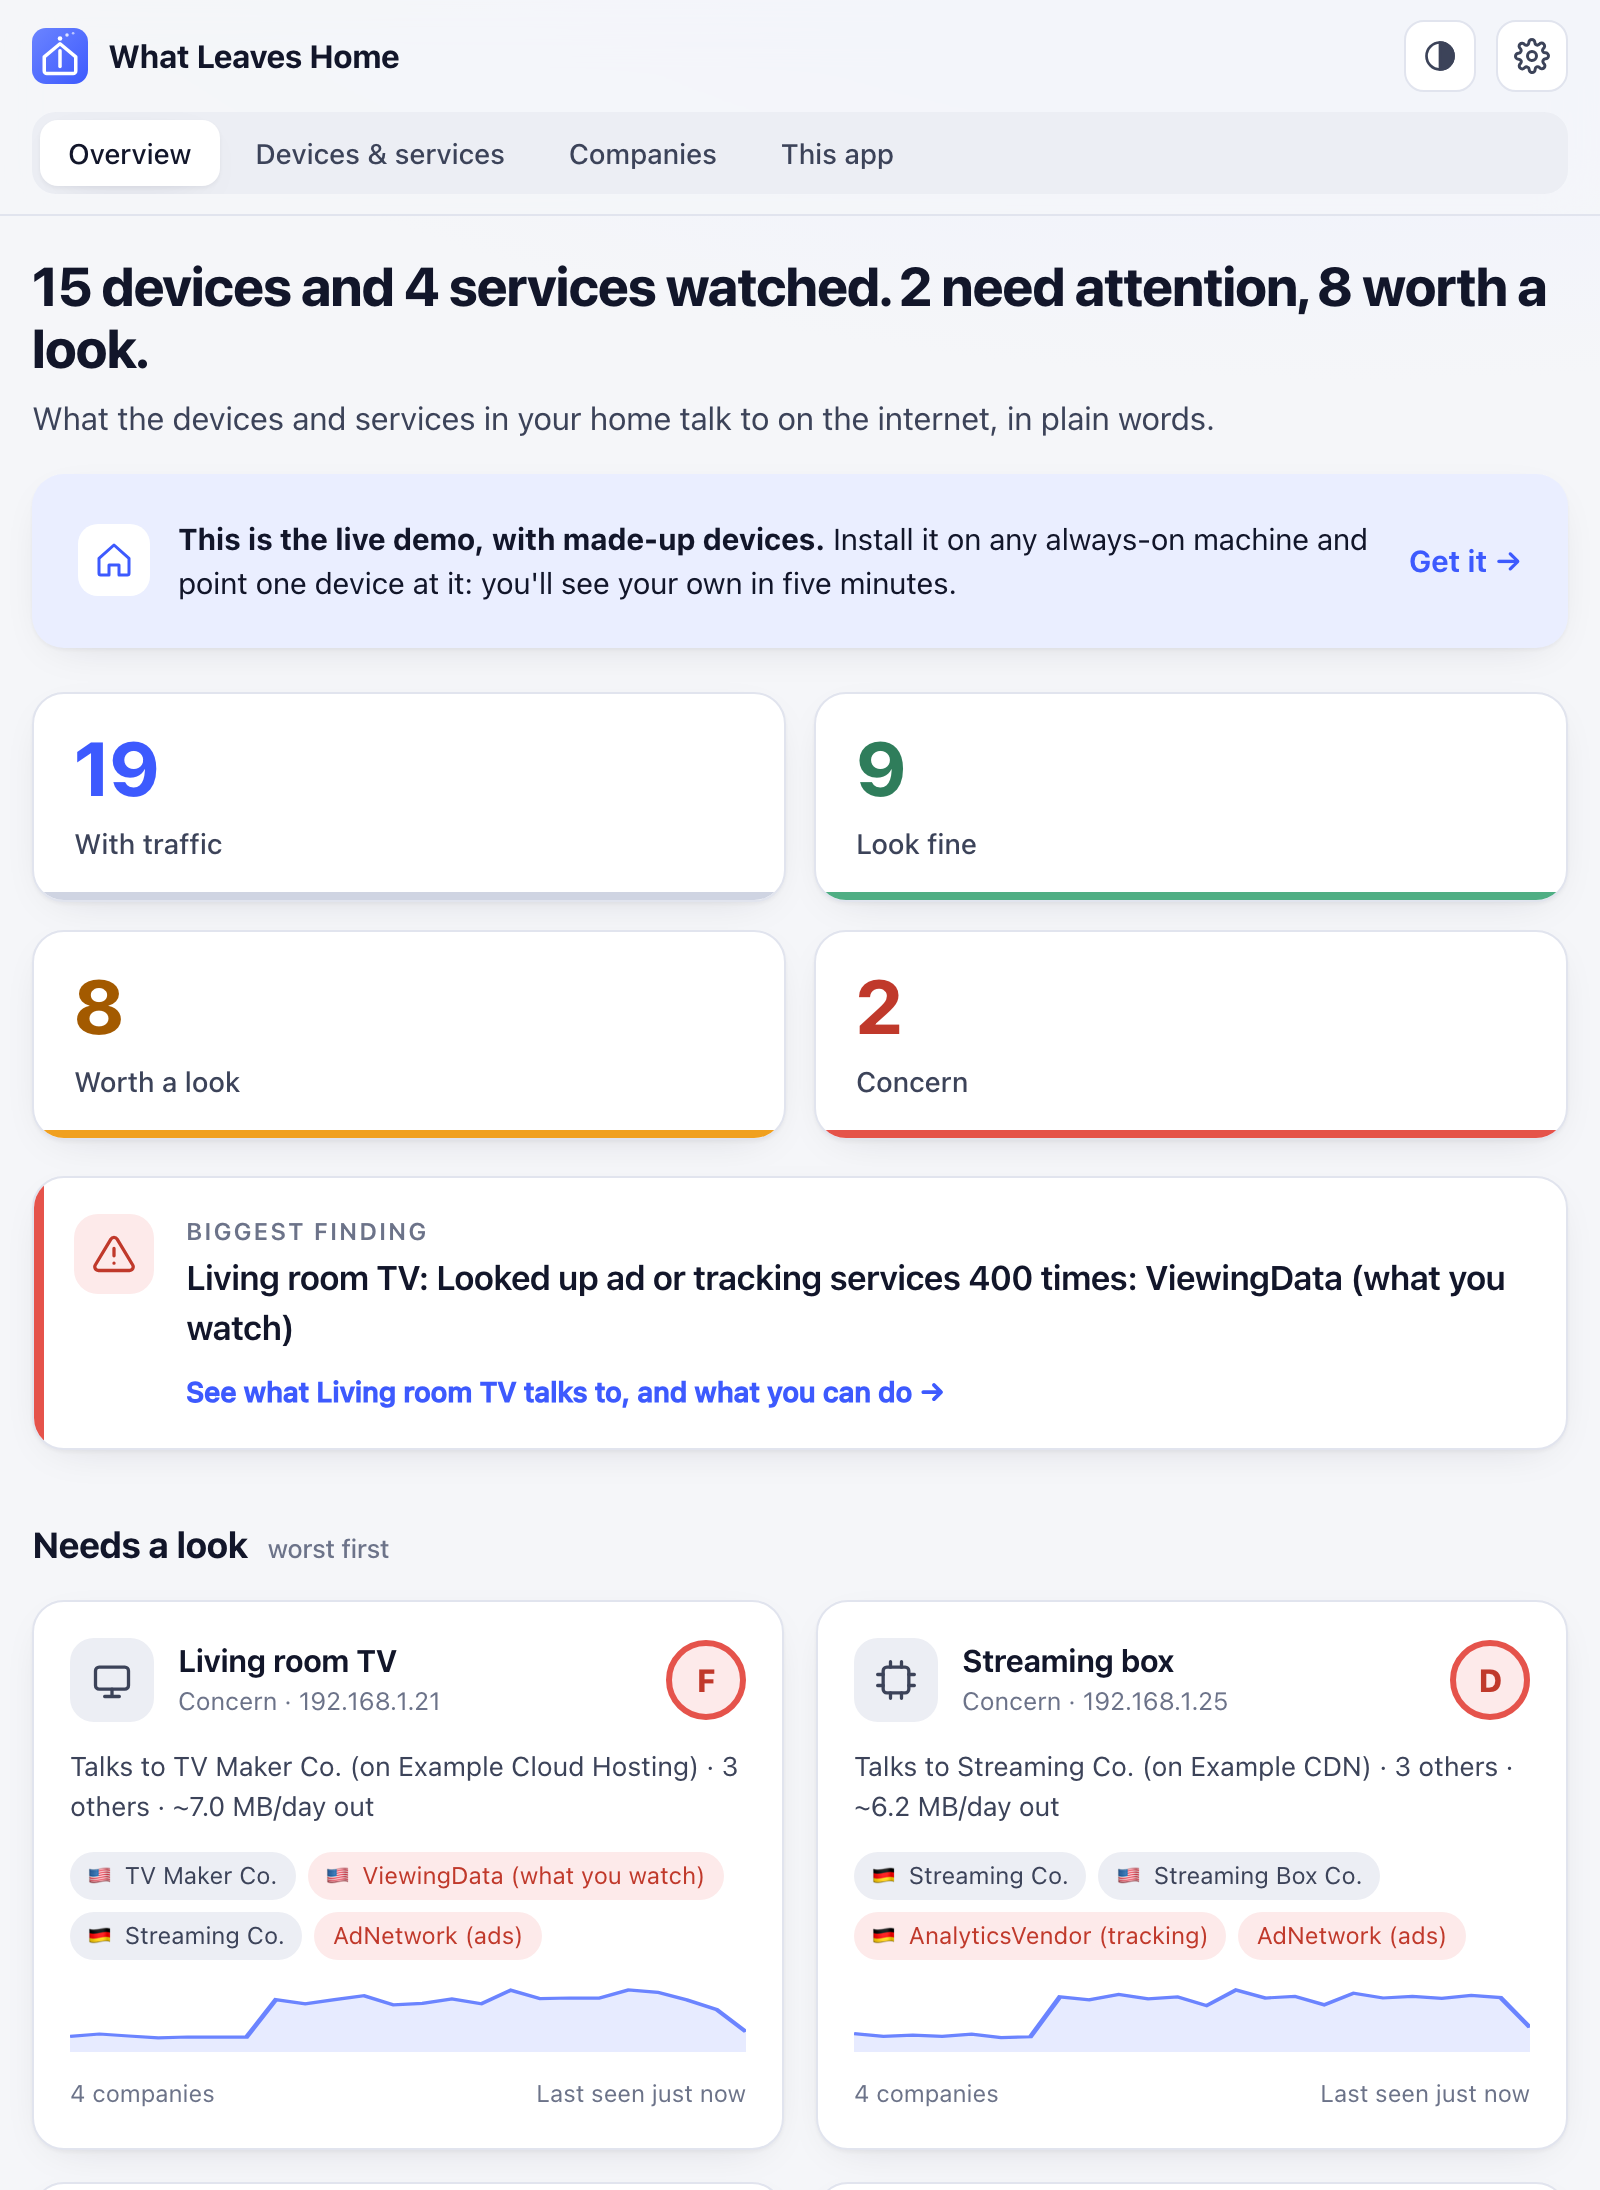 What Leaves Home
Overview
Devices & services
Companies
This app
15 devices and 4 services watched. 2 need attention, 8 worth a
look.
What the devices and services in your home talk to on the internet, in plain words.
This is the live demo, with made-up devices. Install it on any always-on machine and
point one device at it: you'll see your own in five minutes.
Get it →
19
With traffic
9
Look fine
8
Worth a look
2
Concern
BIGGEST FINDING
Living room TV: Looked up ad or tracking services 400 times: ViewingData (what you
watch)
See what Living room TV talks to, and what you can do →
Needs a look worst first
Living room TV
Concern · 192.168.1.21
F
Talks to TV Maker Co. (on Example Cloud Hosting) · 3
others · ~7.0 MB/day out
TV Maker Co.
ViewingData (what you watch)
Streaming Co.
AdNetwork (ads)
4 companies
Last seen just now
Streaming box
Concern · 192.168.1.25
D
Talks to Streaming Co. (on Example CDN) · 3 others ·
~6.2 MB/day out
Streaming Co.
Streaming Box Co.
AnalyticsVendor (tracking)
AdNetwork (ads)
4 companies
Last seen just now